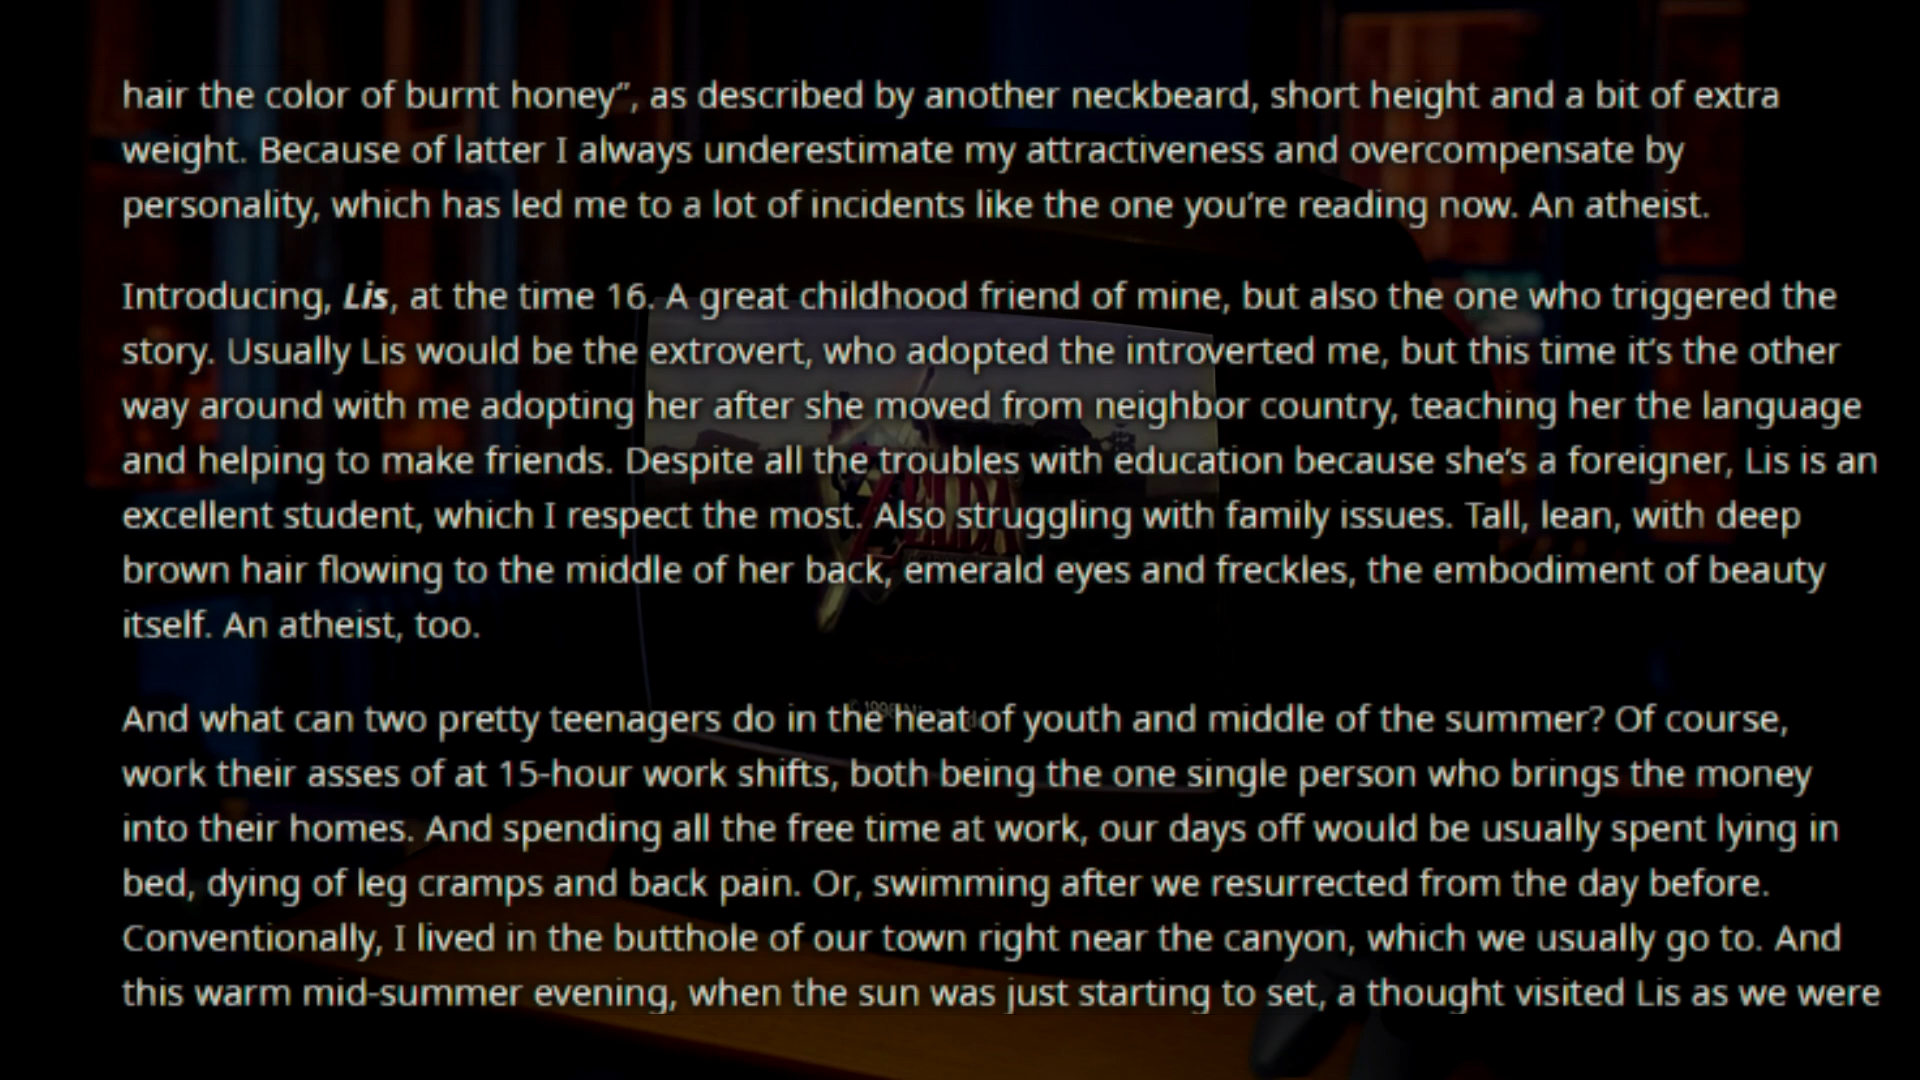 hair the color of burnt honey”, as described by another neckbeard, short height and a bit of extra
weight. Because of latter I always underestimate my attractiveness and overcompensate by
personality, which has led me to a lot of incidents like the one you’re reading now. An atheist.
Introducing, Lis, at the time 16. A great childhood friend of mine, but also the one who triggered the
story. Usually Lis would be the extrovert, who adopted the introverted me, but this time it’s the other
way around with me adopting her after she moved from neighbor country, teaching her the language
and helping to make friends. Despite all the troubles with education because she’s a foreigner, Lis is an
excellent student, which I respect the most. Also struggling with family issues. Tall, lean, with deep
brown hair flowing to the middle of her back, emerald eyes and freckles, the embodiment of beauty
itself. An atheist, too.
And what can two pretty teenagers do in the heat of youth and middle of the summer? Of course,
work their asses of at 15-hour work shifts, both being the one single person who brings the money
into their homes. And spending all the free time at work, our days off would be usually spent lying in
bed, dying of leg cramps and back pain. Or, swimming after we resurrected from the day before.
Conventionally, I lived in the butthole of our town right near the canyon, which we usually go to. And
this warm mid-summer evening, when the sun was just starting to set, a thought visited Lis as we were
ZELDA